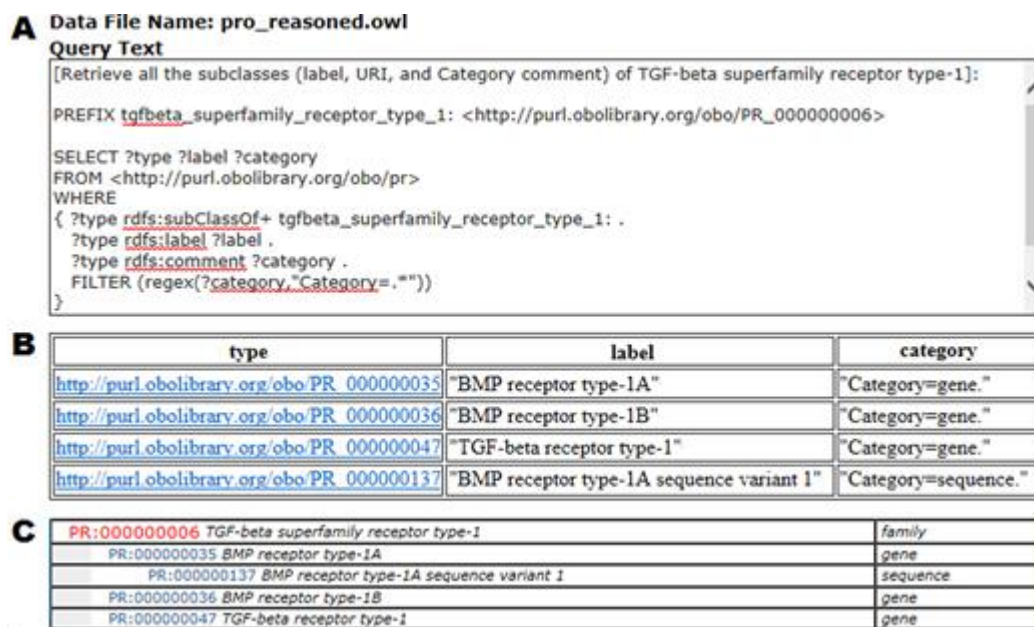 A Data File Name: pro_reasoned.owl
Query Text
[Retrieve all the subclasses (label, URI, and Category comment) of TGF-beta superfamily receptor type-1]:
PREFIX tgfbeta_superfamily_receptor_type_1: <http://purl.obolibrary.org/obo/PR_000000006>
SELECT ?type ?label ?category
FROM <http://purl.obolibrary.org/obo/pr>
WHERE
{ ?type rdfs:subClassOf+ tgfbeta_superfamily_receptor_type_1: .
?type rdfs:label ?label .
?type rdfs:comment ?category .
FILTER (regex(?category,"Category=.*"))
}
B type label category
http://purl.obolibrary.org/obo/PR_000000035 "BMP receptor type-1A" "Category=gene."
http://purl.obolibrary.org/obo/PR_000000036 "BMP receptor type-1B" "Category=gene."
http://purl.obolibrary.org/obo/PR_000000047 "TGF-beta receptor type-1" "Category=gene."
http://purl.obolibrary.org/obo/PR_000000137 "BMP receptor type-1A sequence variant 1" "Category=sequence."
C PR:000000006 TGF-beta superfamily receptor type-1 family
PR:000000035 BMP receptor type-1A gene
PR:000000137 BMP receptor type-1A sequence variant 1 sequence
PR:000000036 BMP receptor type-1B gene
PR:000000047 TGF-beta receptor type-1 gene